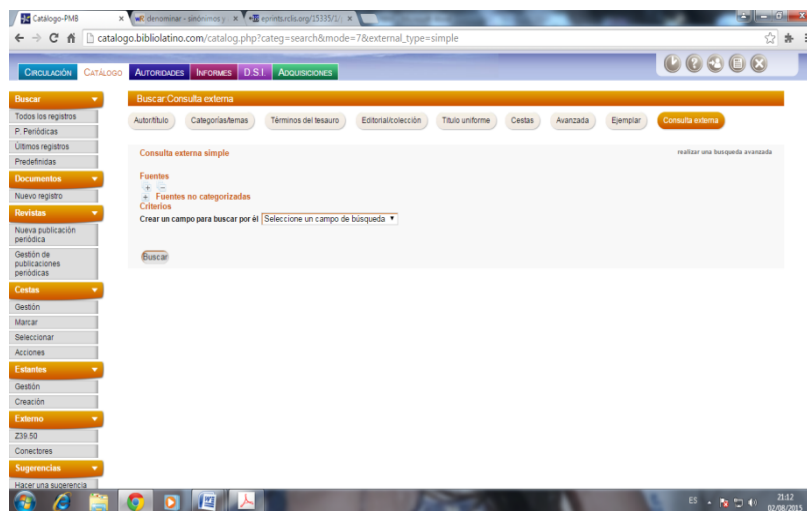 Catálogo-PMB
denominar - sinónimos y
eprints.rclis.org/15335/1/
catalogo.bibliolatino.com/catalog.php?categ=search&mode=7&external_type=simple
CIRCULACIÓN CATÁLOGO AUTORIDADES INFORMES D.S.I. ADQUISICIONES
Buscar
Todos los registros
P. Periódicas
Últimos registros
Predefinidas
Documentos
Nuevo registro
Revistas
Nueva publicación
periódica
Gestión de
publicaciones
periódicas
Cestas
Gestión
Marcar
Seleccionar
Acciones
Estantes
Gestión
Creación
Externo
Z39.50
Conectores
Sugerencias
Hacer una sugerencia
Buscar:Consulta externa
Autor/título Categorías/temas Términos del tesauro Editorial/colección Título uniforme Cestas Avanzada Ejemplar Consulta externa
Consulta externa simple
realizar una busqueda avanzada
Fuentes
Fuentes no categorizadas
Criterios
Crear un campo para buscar por él Seleccione un campo de búsqueda
Buscar
ES
21:12
02/08/2015